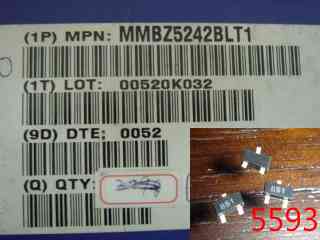 (1P) MPN: MMBZ5242BLT1
(1T) LOT: 00520K032
(9D) DTE: 0052
(Q) QTY:
5593